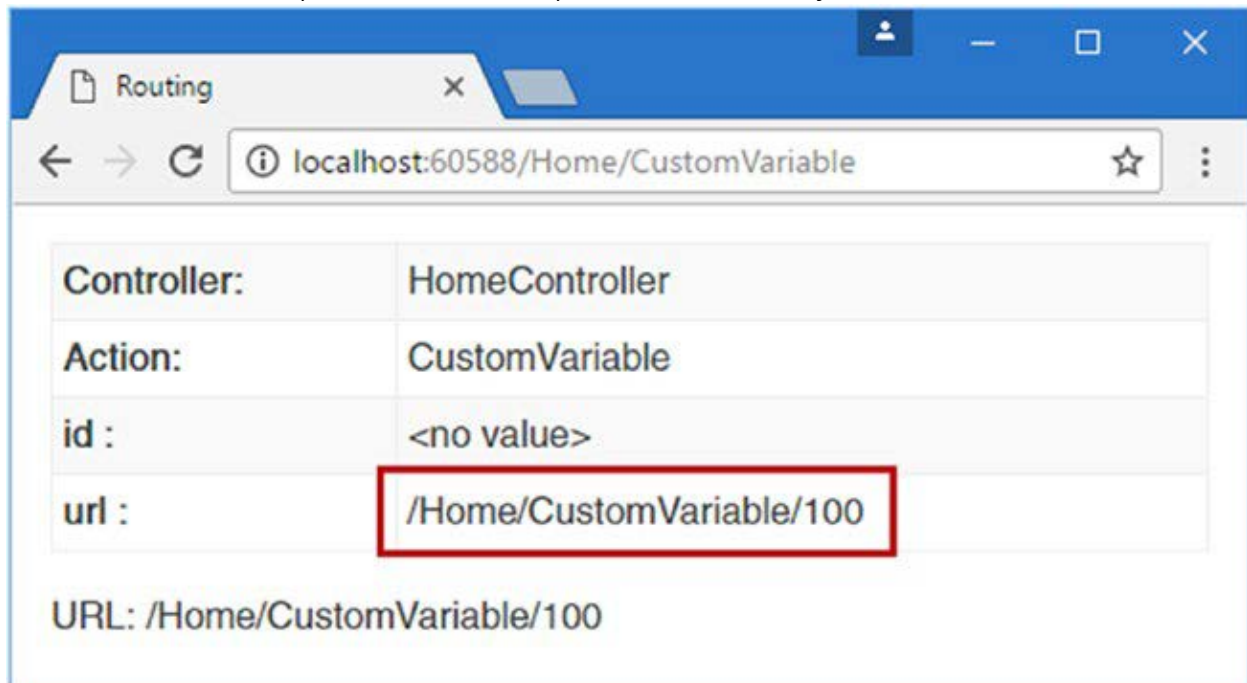 Routing
localhost:60588/Home/CustomVariable
Controller: HomeController
Action: CustomVariable
id : <no value>
url : /Home/CustomVariable/100
URL: /Home/CustomVariable/100